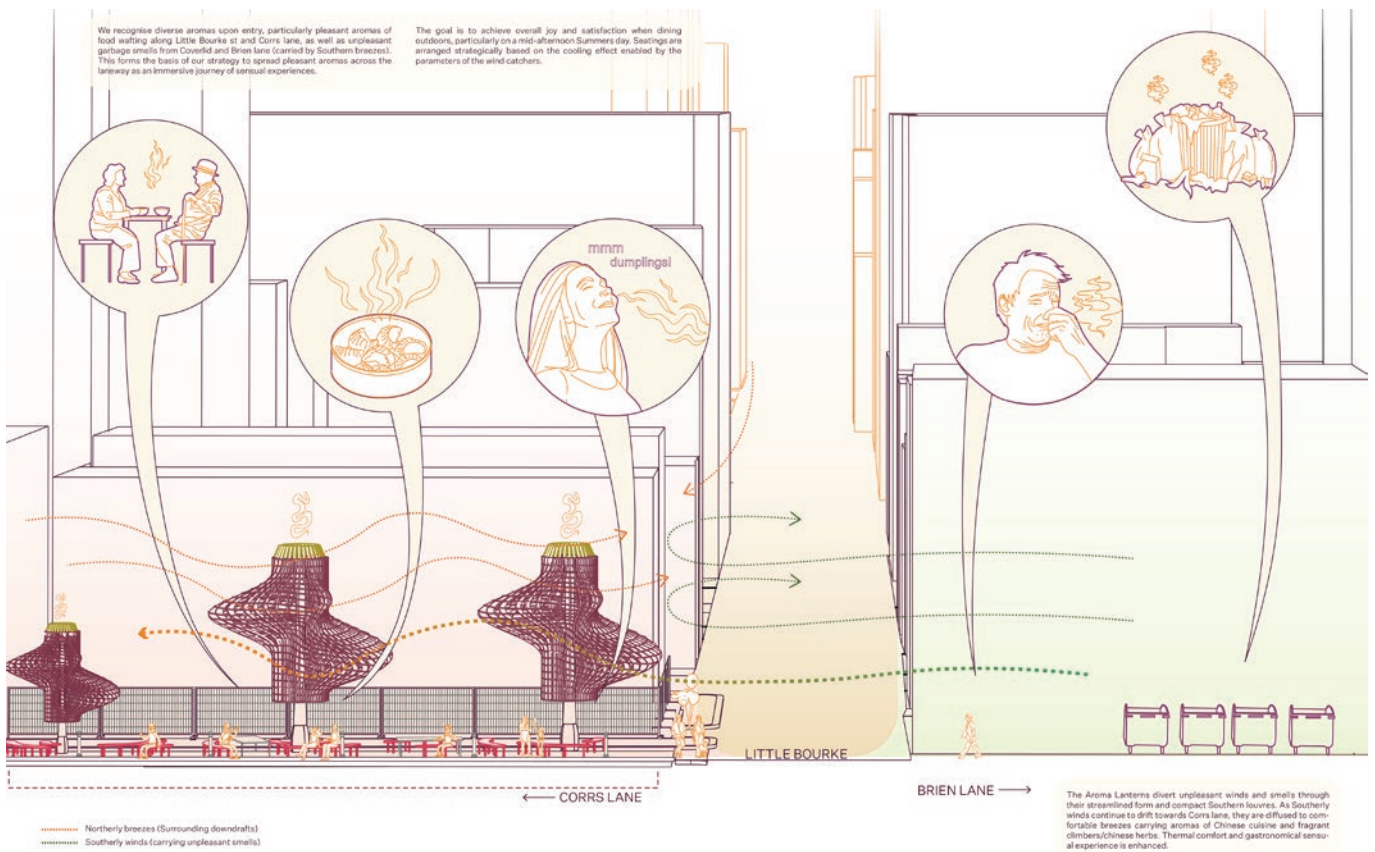 We recognise diverse aromas upon entry, particularly pleasant aromas of
food wafting along Little Bourke st and Corrs lane, as well as unpleasant
garbage smells from Coverlid and Brien lane (carried by Southern breezes).
This forms the basis of our strategy to spread pleasant aromas across the
laneway as an immersive journey of sensual experiences.
The goal is to achieve overall joy and satisfaction when dining
outdoors, particularly on a mid-afternoon Summers day. Seatings are
arranged strategically based on the cooling effect enabled by the
parameters of the wind catchers.
mmm
dumplings!
LITTLE BOURKE
CORRS LANE
BRIEN LANE
The Aroma Lanterns divert unpleasant winds and smells through
their streamlined form and compact Southern louvres. As Southerly
winds continue to drift towards Corrs lane, they are diffused to com-
fortable breezes carrying aromas of Chinese cuisine and fragrant
climbers/chinese herbs. Thermal comfort and gastronomical sensu-
al experience is enhanced.
Northerly breezes (Surrounding downdrafts)
Southerly winds (carrying unpleasant smells)